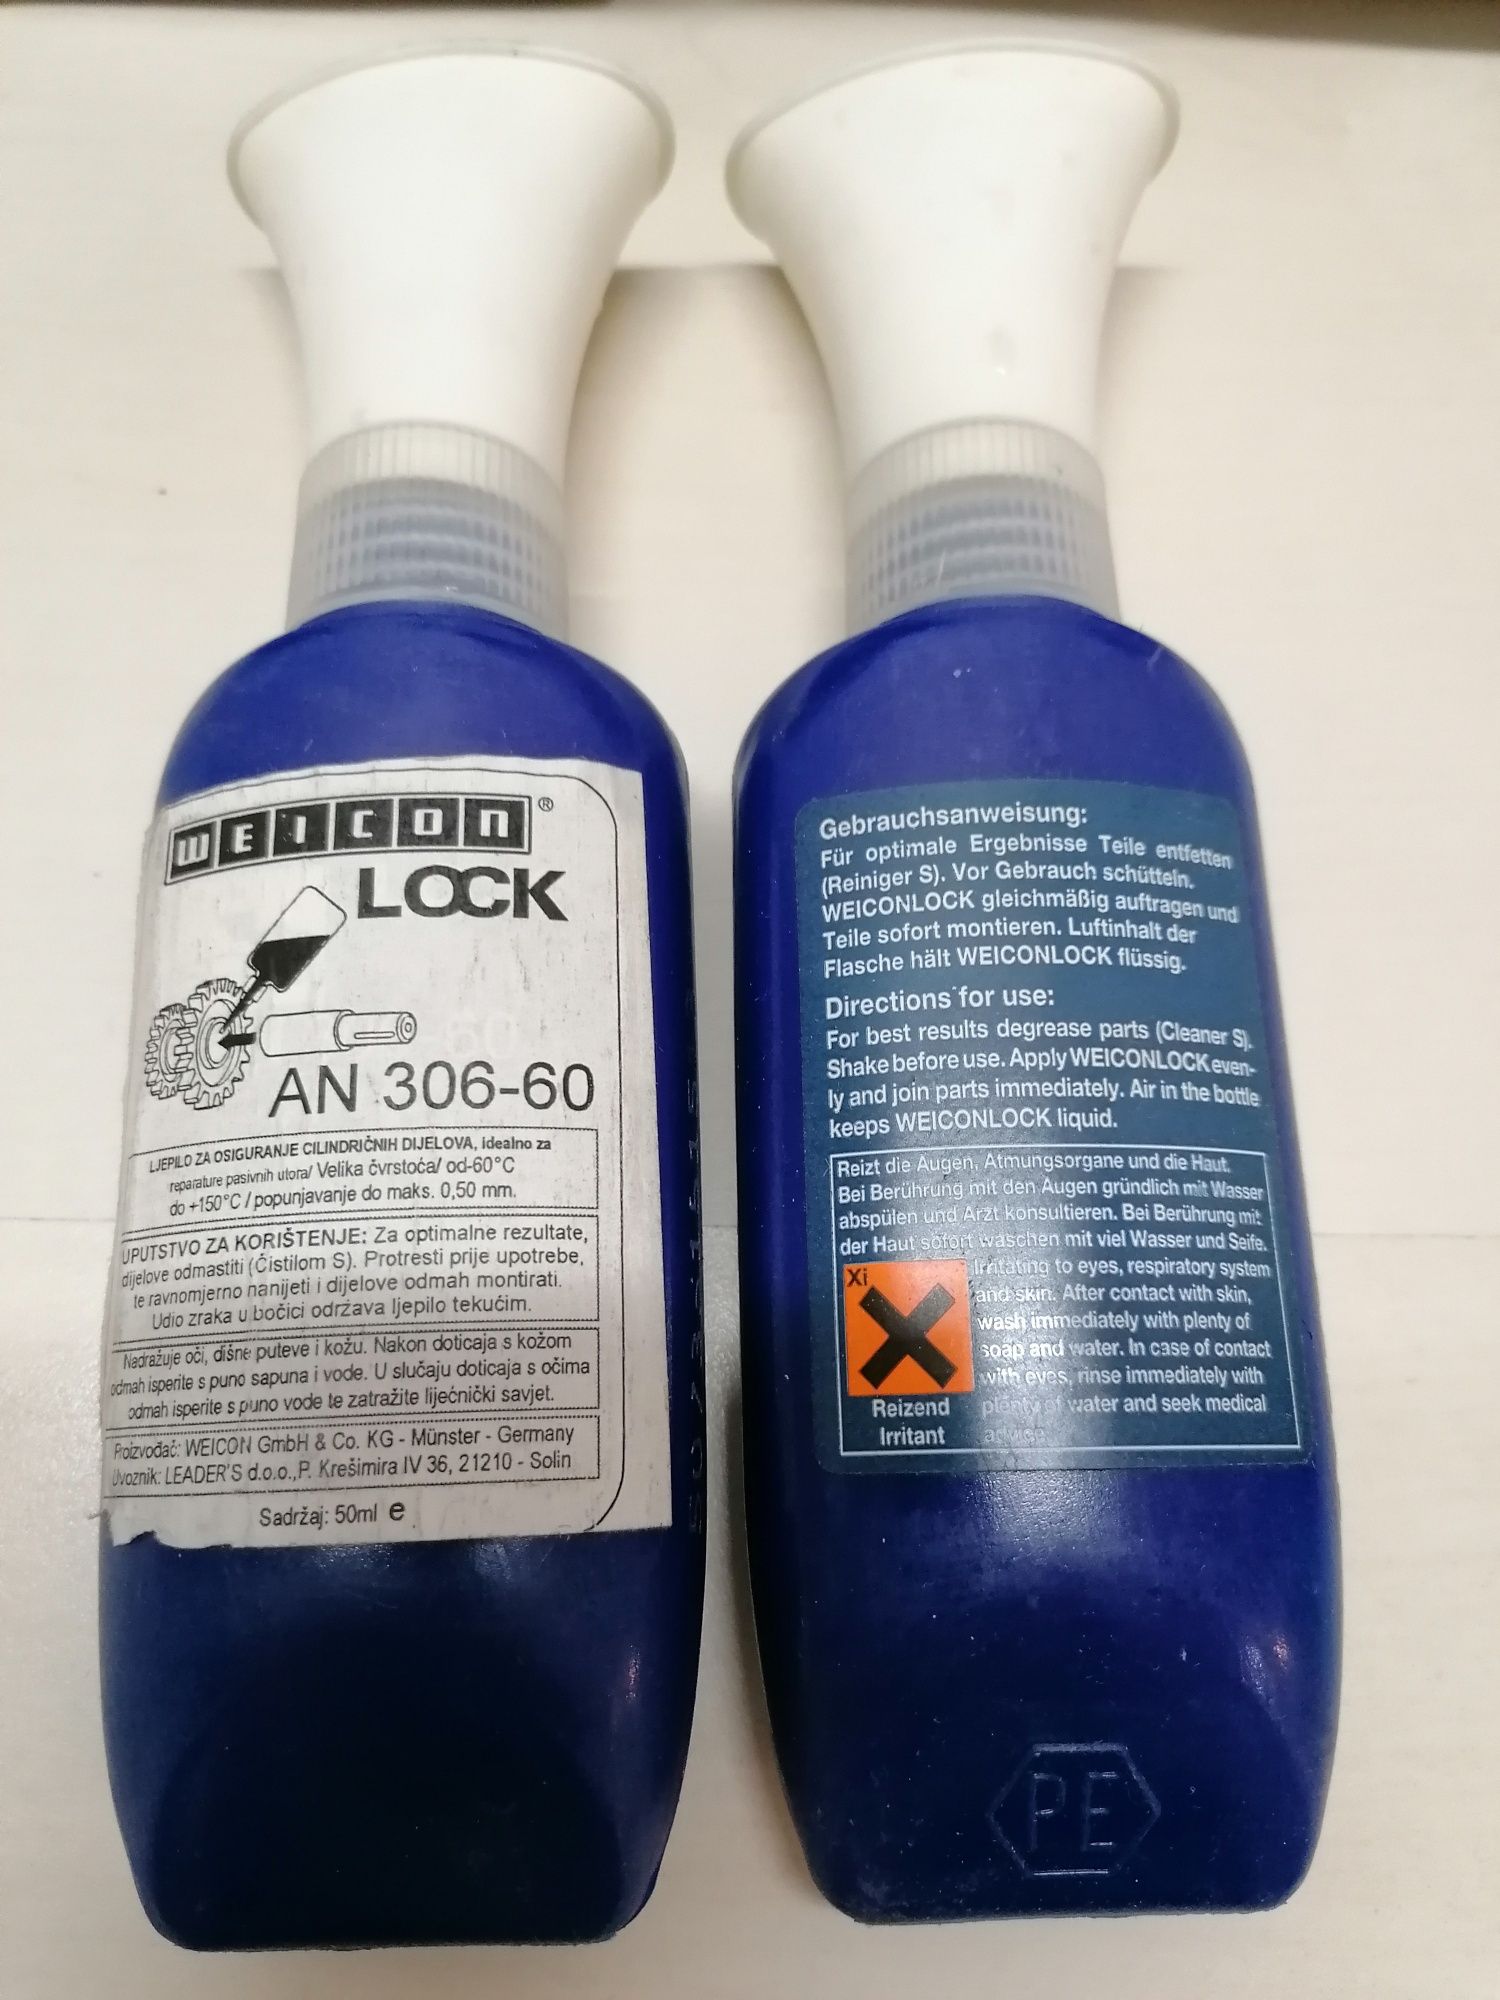 WEICON®
LOCK
AN 306-60
LJEPILO ZA OSIGURANJE CILINDRIČNIH DIJELOVA, idealno za
reparature pasivnih utora/ Velika čvrstoća/ od-60°C
do +150°C / popunjavanje do maks. 0,50 mm.
UPUTSTVO ZA KORIŠTENJE: Za optimalne rezultate,
dijelove odmastiti (Čistilom S). Protresti prije upotrebe,
te ravnomjerno nanijeti i dijelove odmah montirati.
Udio zraka u bočici održava ljepilo tekućim.
Nadražuje oči, dišne puteve i kožu. Nakon doticaja s kožom
odmah isperite s puno sapuna i vode. U slučaju doticaja s očima
odmah isperite s puno vode te zatražite liječnički savjet.
Proizvođač: WEICON GmbH & Co. KG - Münster - Germany
Uvoznik: LEADER'S d.o.o.,P. Krešimira IV 36, 21210 - Solin
Sadržaj: 50ml e
Gebrauchsanweisung:
Für optimale Ergebnisse Teile entfetten
(Reiniger S). Vor Gebrauch schütteln.
WEICONLOCK gleichmäßig auftragen und
Teile sofort montieren. Luftinhalt der
Flasche hält WEICONLOCK flüssig.
Directions for use:
For best results degrease parts (Cleaner S).
Shake before use. Apply WEICONLOCK even-
ly and join parts immediately. Air in the bottle
keeps WEICONLOCK liquid.
Reizt die Augen, Atmungsorgane und die Haut.
Bei Berührung mit den Augen gründlich mit Wasser
abspülen und Arzt konsultieren. Bei Berührung mit
der Haut sofort waschen mit viel Wasser und Seife.
Irritating to eyes, respiratory system
and skin. After contact with skin,
wash immediately with plenty of
soap and water. In case of contact
with eyes, rinse immediately with
plenty of water and seek medical
advice.
Xi
Reizend
Irritant
PE